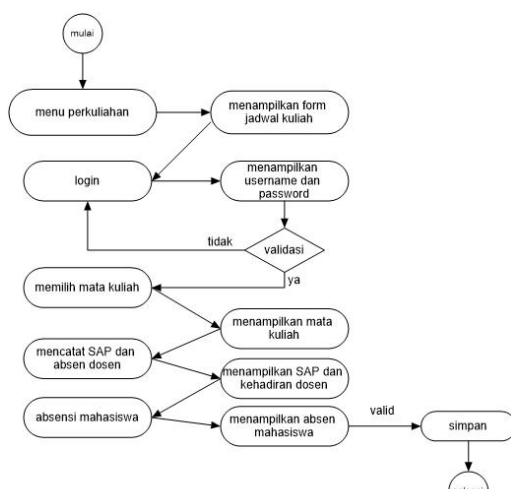 mulai
menu perkuliahan
menampilkan form
jadwal kuliah
login
menampilkan
username dan
password
tidak
validasi
ya
memilih mata kuliah
menampilkan mata
kuliah
mencatat SAP dan
absen dosen
menampilkan SAP dan
kehadiran dosen
absensi mahasiswa
menampilkan absen
mahasiswa
valid
simpan